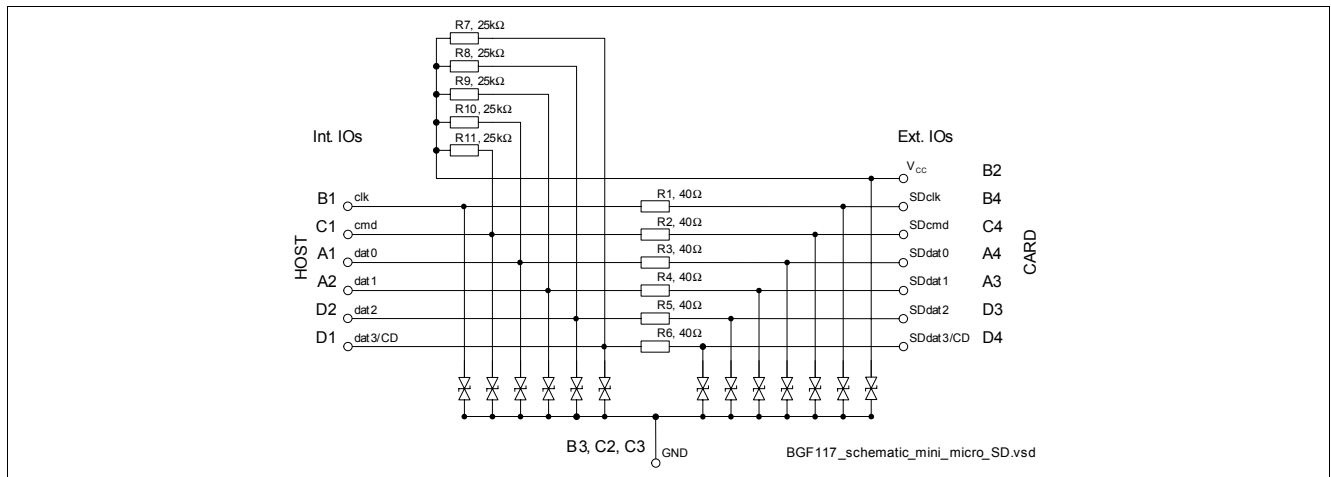 R7, 25kΩ
R8, 25kΩ
R9, 25kΩ
R10, 25kΩ
R11, 25kΩ
Int. IOs
Ext. IOs
VCC B2
B1 clk R1, 40Ω SDclk B4
C1 cmd R2, 40Ω SDcmd C4
A1 dat0 R3, 40Ω SDdat0 A4
A2 dat1 R4, 40Ω SDdat1 A3
D2 dat2 R5, 40Ω SDdat2 D3
D1 dat3/CD R6, 40Ω SDdat3/CD D4
HOST
CARD
B3, C2, C3 GND
BGF117_schematic_mini_micro_SD.vsd